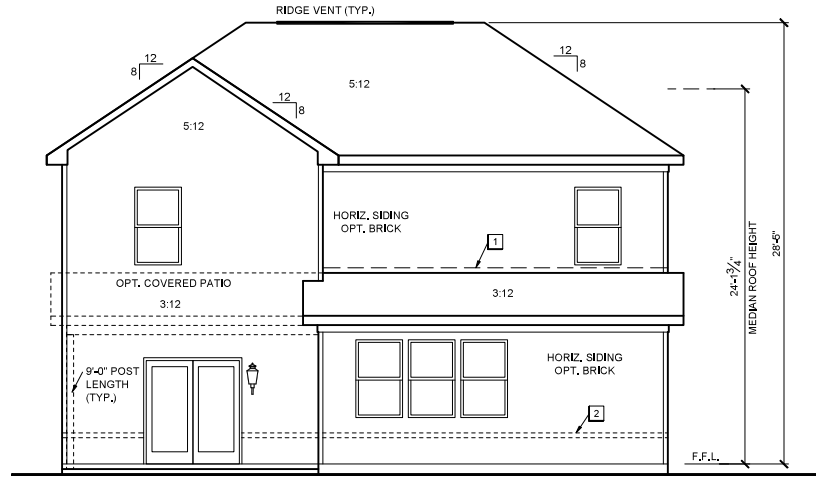 RIDGE VENT (TYP.)
12
8
12
8
5:12
12
8
5:12
HORIZ. SIDING
OPT. BRICK
1
OPT. COVERED PATIO
3:12
3:12
24'-1¾"
MEDIAN ROOF HEIGHT
28'-5"
9'-0" POST
LENGTH
(TYP.)
HORIZ. SIDING
OPT. BRICK
2
F.F.L.